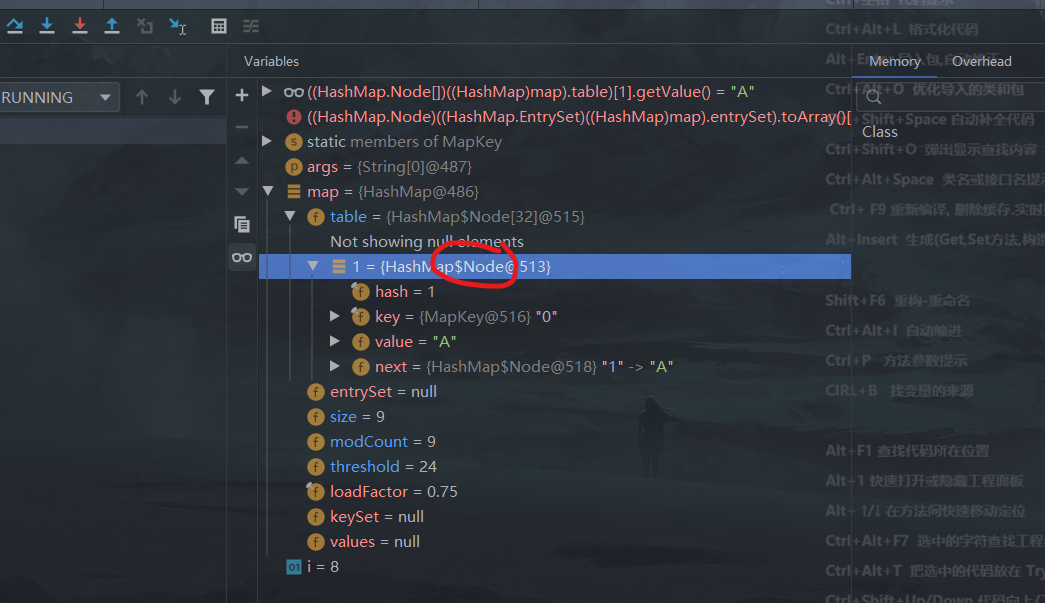 Variables
Memory
Overhead
RUNNING
Class
((HashMap.Node[])((HashMap)map).table)[1].getValue() = "A"
((HashMap.Node)((HashMap.EntrySet)((HashMap)map).entrySet).toArray()[
static members of MapKey
args = {String[0]@487}
map = {HashMap@486}
table = {HashMap$Node[32]@515}
Not showing null elements
1 = {HashMap$Node@513}
hash = 1
key = {MapKey@516} "0"
value = "A"
next = {HashMap$Node@518} "1" -> "A"
entrySet = null
size = 9
modCount = 9
threshold = 24
loadFactor = 0.75
keySet = null
values = null
01 i = 8
Ctrl+Alt+L 格式化代码
Alt+Enter 导入包,自动修正
Ctrl+Alt+O 优化导入的类和包
Ctrl+Shift+Space 自动补全代码
Ctrl+Shift+O 弹出显示查找内容
Ctrl+Alt+Space 类名或接口名提示
Ctrl+ F9 重新编译, 删除缓存.实时
Alt+Insert 生成(Get,Set方法,构造
Shift+F6 重构-重命名
Ctrl+Alt+I 自动缩进
Ctrl+P 方法参数提示
CIRL+B 找变量的来源
Alt+F1 查找代码所在位置
Alt+1 快速打开或隐藏工程面板
Alt+ ↑/↓ 在方法间快速移动定位
Ctrl+Alt+F7 选中的字符查找工程
Ctrl+Alt+T 把选中的代码放在 Try
Ctrl+Shift+Up/Down 代码向上/